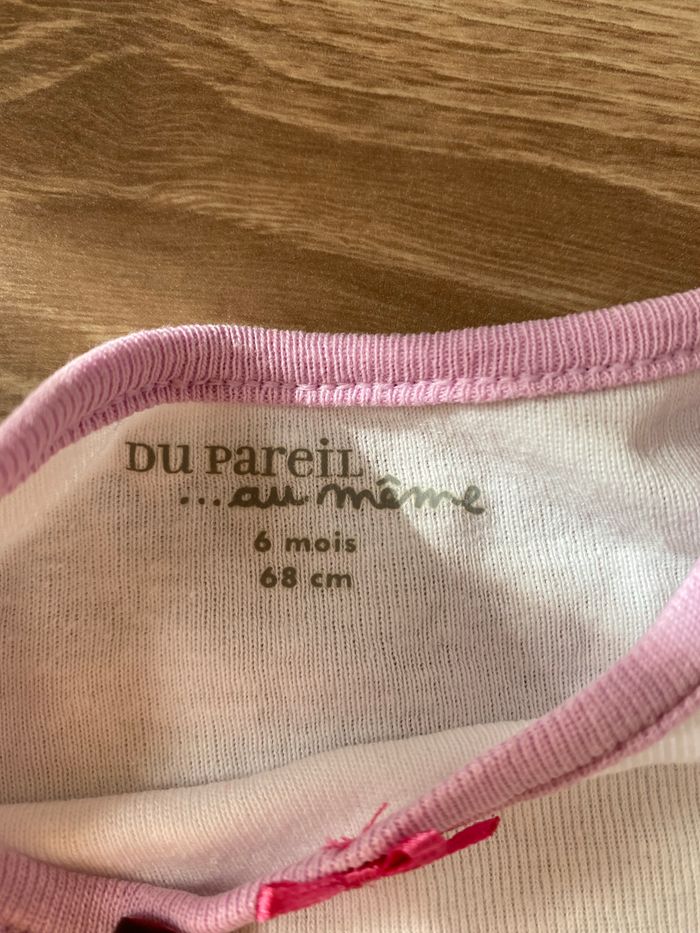 DU PAREIL
...au même
6 mois
68 cm